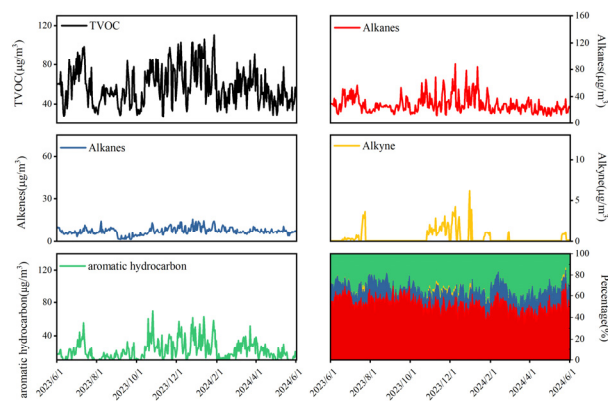 TVOC
TVOC(μg/m³)
120
80
40
Alkanes
160
120
80
40
0
Alkanes(μg/m³)
Alkanes
Alkenes(μg/m³)
60
30
0
Alkyne
10
5
0
Alkyne(μg/m³)
aromatic hydrocarbon
aromatic hydrocarbon(μg/m³)
120
80
40
100
80
60
40
20
0
Percentage(%)
2023/6/1 2023/8/1 2023/10/1 2023/12/1 2024/2/1 2024/4/1 2024/6/1
2023/6/1 2023/8/1 2023/10/1 2023/12/1 2024/2/1 2024/4/1 2024/6/1